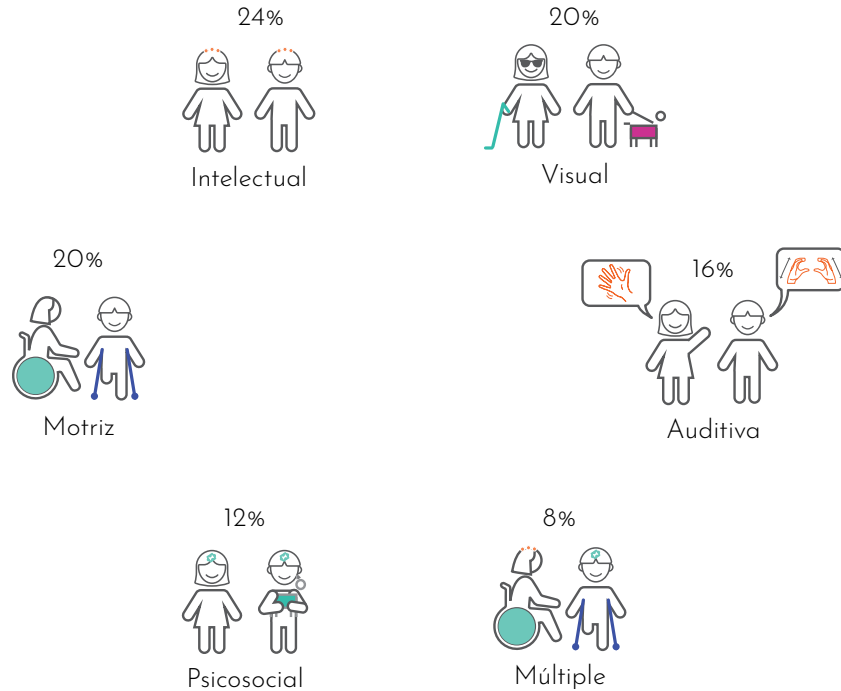 24%
Intelectual
20%
Visual
20%
Motriz
16%
Auditiva
12%
Psicosocial
8%
Múltiple